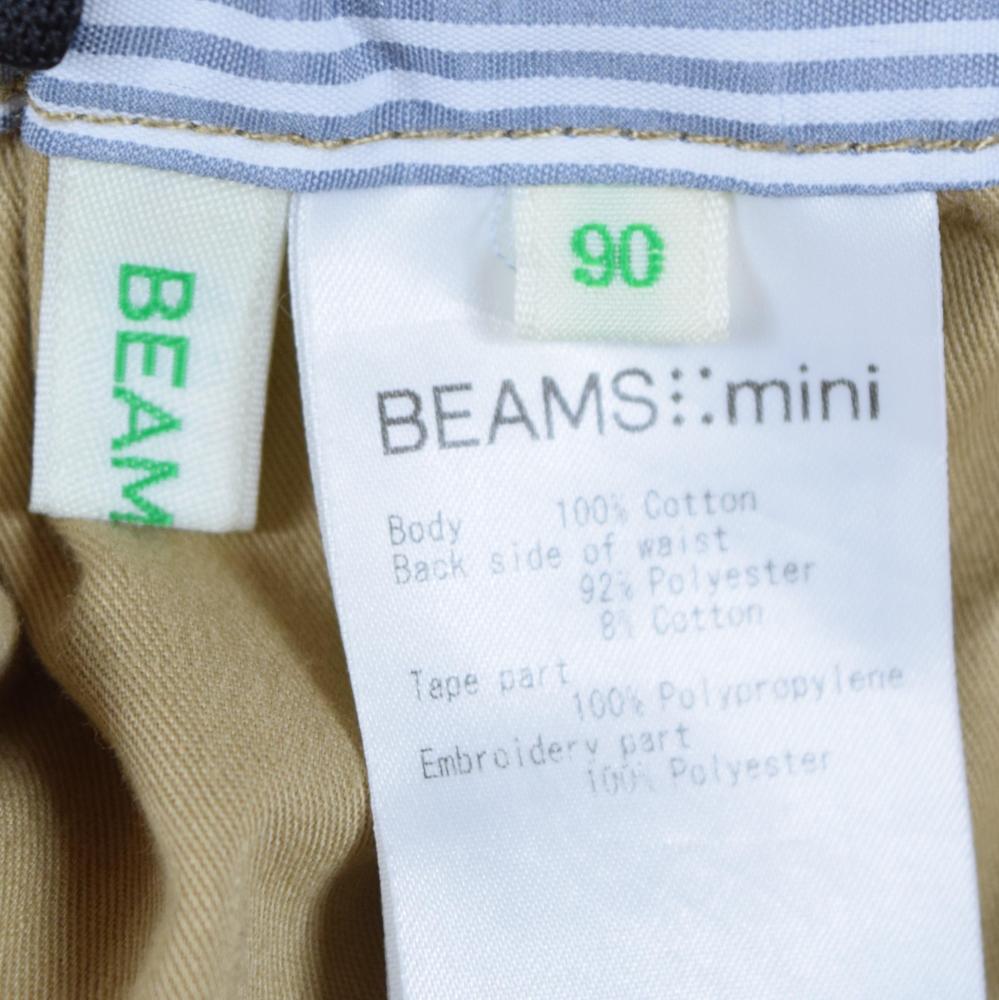 BEAMS
90
BEAMS mini
Body 100% Cotton
Back side of waist
92% Polyester
8% Cotton
Tape part
100% Polypropylene
Embroidery part
100% Polyester